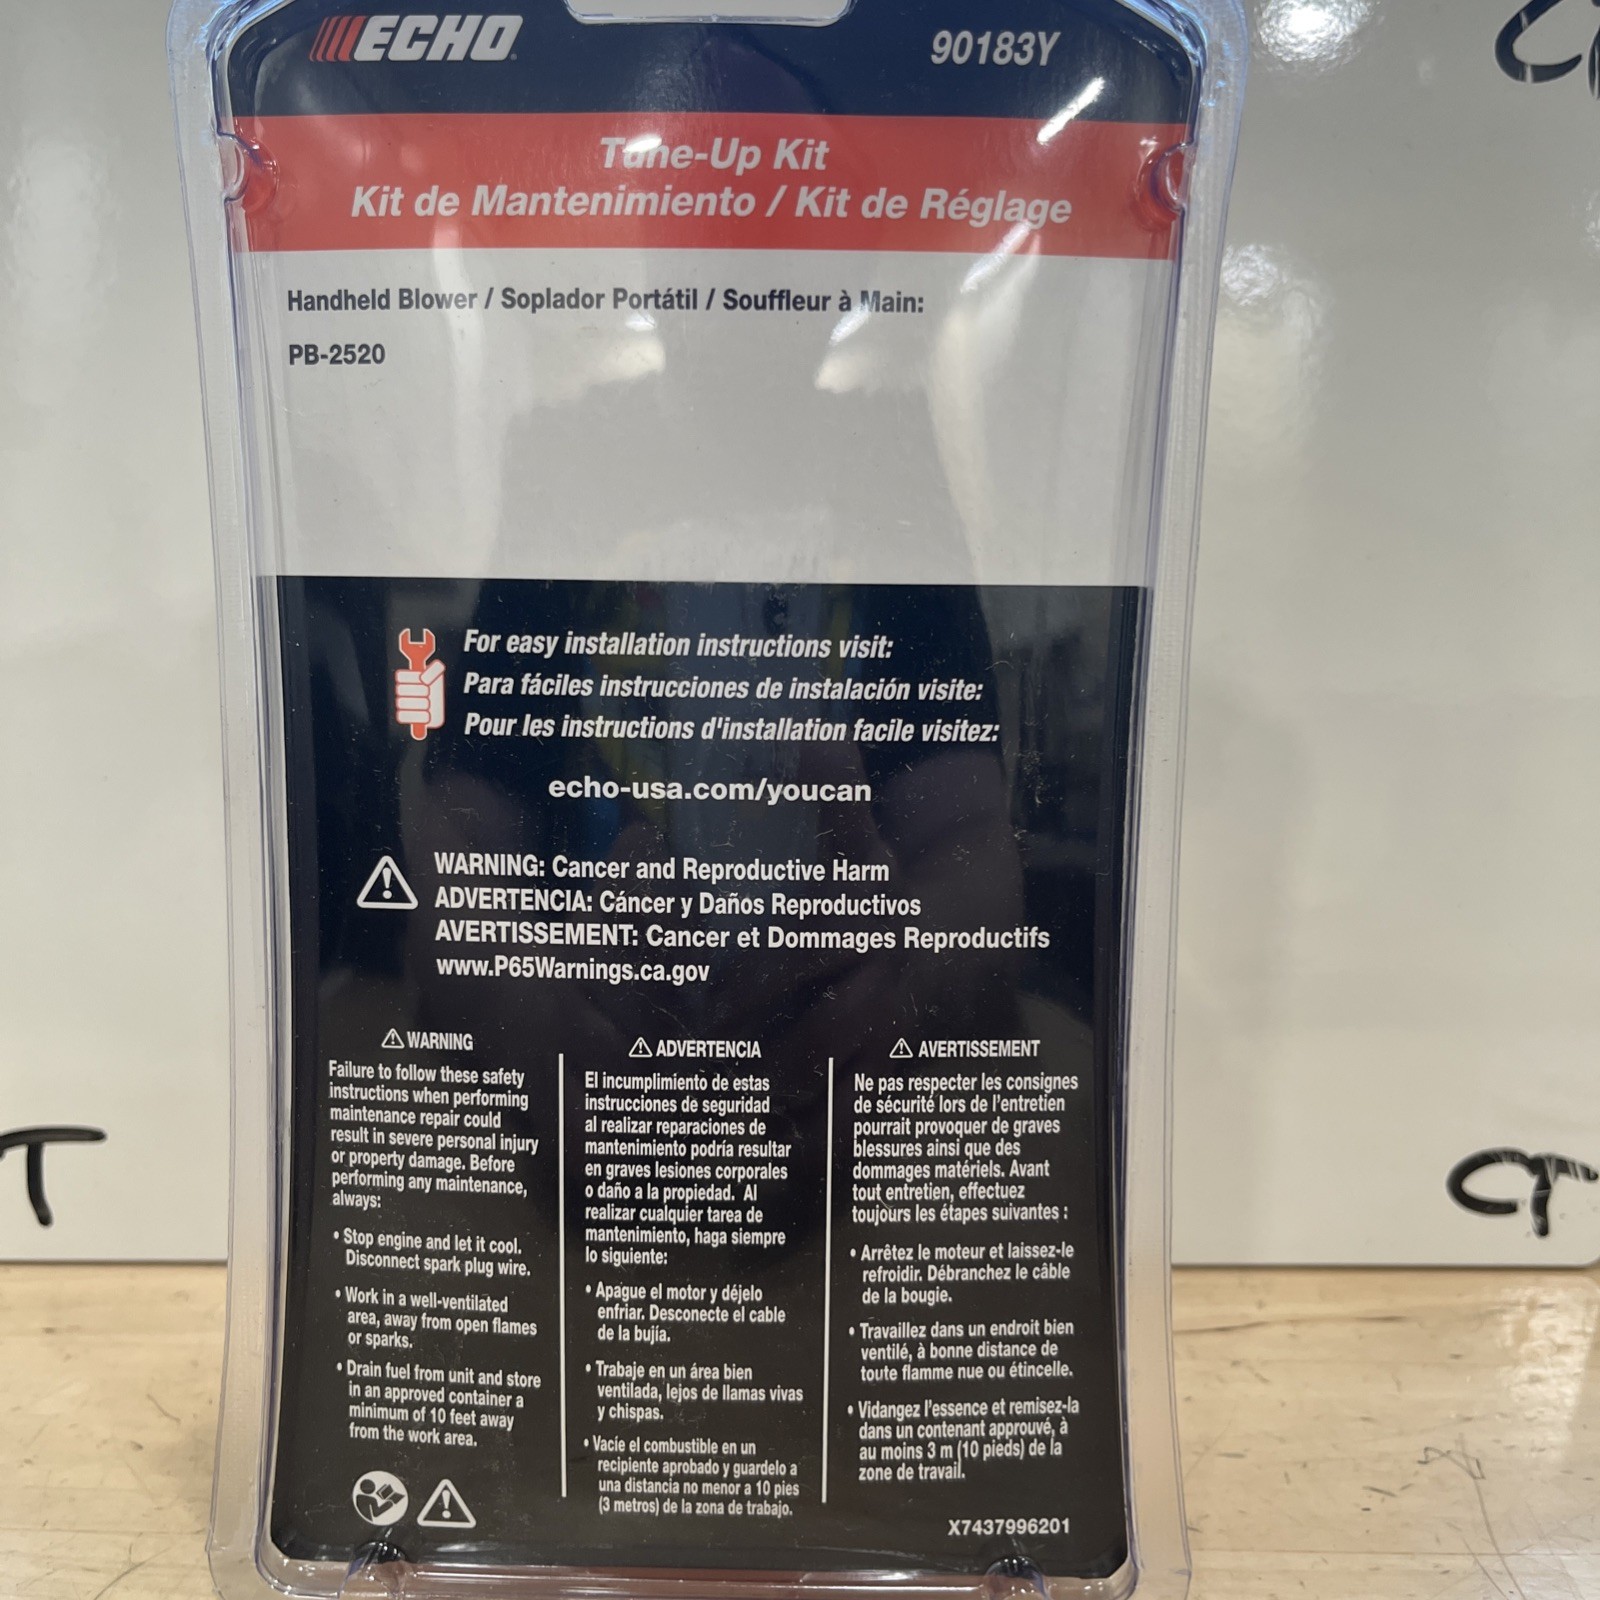 ECHO
90183Y
Tune-Up Kit
Kit de Mantenimiento / Kit de Réglage
Handheld Blower / Soplador Portátil / Souffleur à Main:
PB-2520
For easy installation instructions visit:
Para fáciles instrucciones de instalación visite:
Pour les instructions d'installation facile visitez:
echo-usa.com/youcan
WARNING: Cancer and Reproductive Harm
ADVERTENCIA: Cáncer y Daños Reproductivos
AVERTISSEMENT: Cancer et Dommages Reproductifs
www.P65Warnings.ca.gov
WARNING
Failure to follow these safety
instructions when performing
maintenance repair could
result in severe personal injury
or property damage. Before
performing any maintenance,
always:
• Stop engine and let it cool.
Disconnect spark plug wire.
• Work in a well-ventilated
area, away from open flames
or sparks.
• Drain fuel from unit and store
in an approved container a
minimum of 10 feet away
from the work area.
ADVERTENCIA
El incumplimiento de estas
instrucciones de seguridad
al realizar reparaciones de
mantenimiento podría resultar
en graves lesiones corporales
o daño a la propiedad. Al
realizar cualquier tarea de
mantenimiento, haga siempre
lo siguiente:
• Apague el motor y déjelo
enfriar. Desconecte el cable
de la bujía.
• Trabaje en un área bien
ventilada, lejos de llamas vivas
y chispas.
• Vacíe el combustible en un
recipiente aprobado y guardelo a
una distancia no menor a 10 pies
(3 metros) de la zona de trabajo.
AVERTISSEMENT
Ne pas respecter les consignes
de sécurité lors de l'entretien
pourrait provoquer de graves
blessures ainsi que des
dommages matériels. Avant
tout entretien, effectuez
toujours les étapes suivantes :
• Arrêtez le moteur et laissez-le
refroidir. Débranchez le câble
de la bougie.
• Travaillez dans un endroit bien
ventilé, à bonne distance de
toute flamme nue ou étincelle.
• Vidangez l'essence et remisez-la
dans un contenant approuvé, à
au moins 3 m (10 pieds) de la
zone de travail.
X7437996201